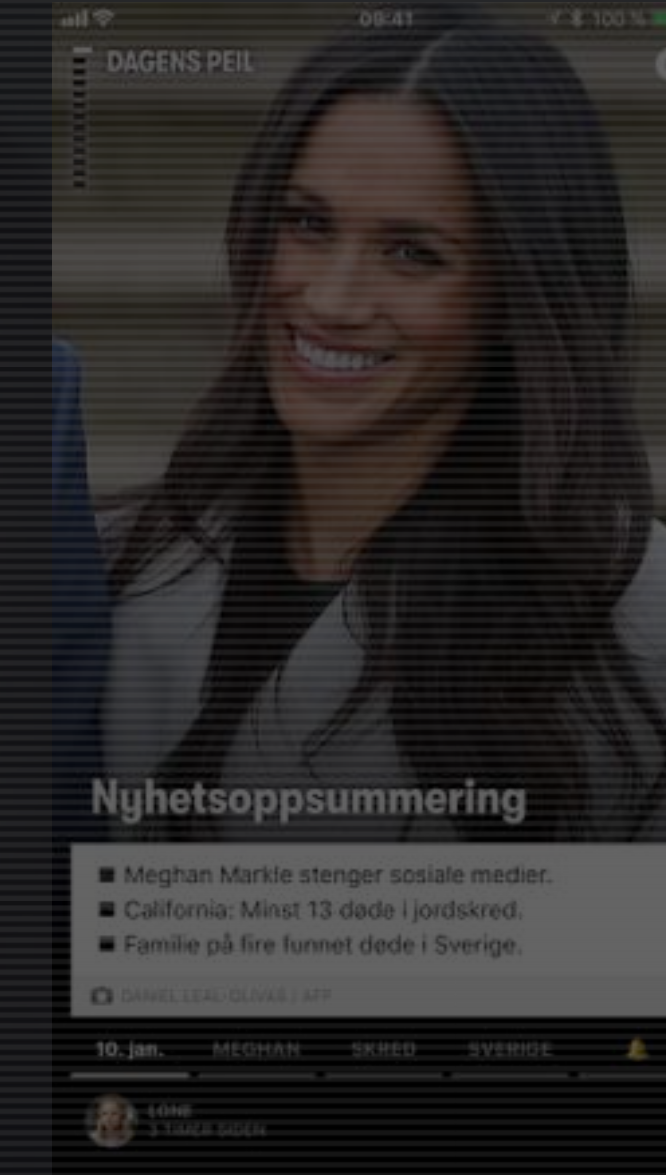 09:41 100 %
DAGENS PEIL
Nyhetsoppsummering
Meghan Markle stenger sosiale medier.
California: Minst 13 døde i jordskred.
Familie på fire funnet døde i Sverige.
DANIEL LEAL-OLIVAS / AFP
10. jan. MEGHAN SKRED SVERIGE
LONE
3 TIMER SIDEN